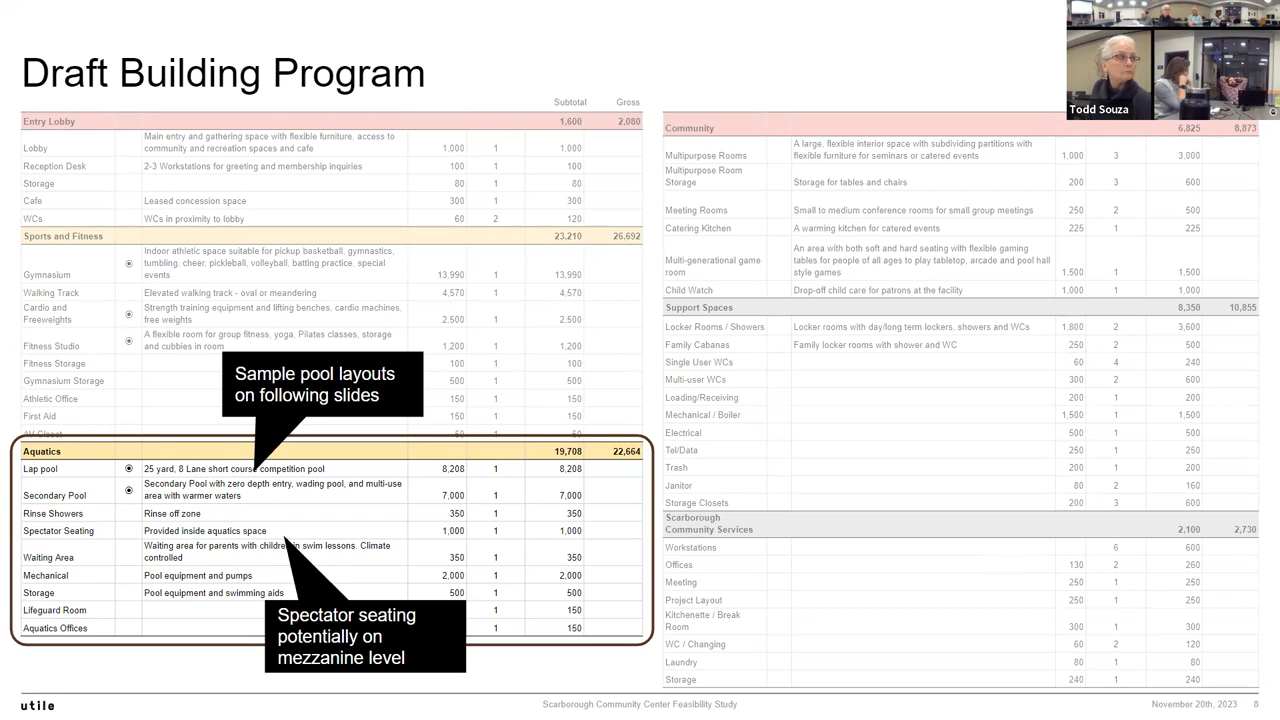 Draft Building Program
Todd Souza
Subtotal Gross
Entry Lobby 1,600 2,080
Lobby Main entry and gathering space with flexible furniture, access to
community and recreation spaces and cafe 1,000 1 1,000
Reception Desk 2-3 Workstations for greeting and membership inquiries 100 1 100
Storage 80 1 80
Cafe Leased concession space 300 1 300
WCs WCs in proximity to lobby 60 2 120
Sports and Fitness 23,210 26,692
Gymnasium Indoor athletic space suitable for pickup basketball, gymnastics,
tumbling, cheer, pickleball, volleyball, batting practice, special
events 13,990 1 13,990
Walking Track Elevated walking track - oval or meandering 4,570 1 4,570
Cardio and Strength training equipment and lifting benches, cardio machines,
Freeweights free weights 2,500 1 2,500
Fitness Studio A flexible room for group fitness, yoga, Pilates classes, storage
and cubbies in room 1,200 1 1,200
Fitness Storage 100 1 100
Gymnasium Storage 500 1 500
Athletic Office 150 1 150
First Aid 150 1 150
AV Closet 50 1 50
Sample pool layouts
on following slides
Aquatics 19,708 22,664
Lap pool 25 yard, 8 Lane short course competition pool 8,208 1 8,208
Secondary Pool Secondary Pool with zero depth entry, wading pool, and multi-use
area with warmer waters 7,000 1 7,000
Rinse Showers Rinse off zone 350 1 350
Spectator Seating Provided inside aquatics space 1,000 1 1,000
Waiting Area Waiting area for parents with children in swim lessons. Climate
controlled 350 1 350
Mechanical Pool equipment and pumps 2,000 1 2,000
Storage Pool equipment and swimming aids 500 1 500
Lifeguard Room 1 150
Aquatics Offices 1 150
Spectator seating
potentially on
mezzanine level
Community 6,825 8,873
Multipurpose Rooms A large, flexible interior space with subdividing partitions with
flexible furniture for seminars or catered events 1,000 3 3,000
Multipurpose Room
Storage Storage for tables and chairs 200 3 600
Meeting Rooms Small to medium conference rooms for small group meetings 250 2 500
Catering Kitchen A warming kitchen for catered events 225 1 225
Multi-generational game An area with both soft and hard seating with flexible gaming
room tables for people of all ages to play tabletop, arcade and pool hall
style games 1,500 1 1,500
Child Watch Drop-off child care for patrons at the facility 1,000 1 1,000
Support Spaces 8,350 10,855
Locker Rooms / Showers Locker rooms with day/long term lockers, showers and WCs 1,800 2 3,600
Family Cabanas Family locker rooms with shower and WC 250 2 500
Single User WCs 60 4 240
Multi-user WCs 300 2 600
Loading/Receiving 200 1 200
Mechanical / Boiler 1,500 1 1,500
Electrical 500 1 500
Tel/Data 250 1 250
Trash 200 1 200
Janitor 80 2 160
Storage Closets 200 3 600
Scarborough
Community Services 2,100 2,730
Workstations 6 600
Offices 130 2 260
Meeting 250 1 250
Project Layout 250 1 250
Kitchenette / Break
Room 300 1 300
WC / Changing 60 2 120
Laundry 80 1 80
Storage 240 1 240
utile Scarborough Community Center Feasibility Study November 20th, 2023 8